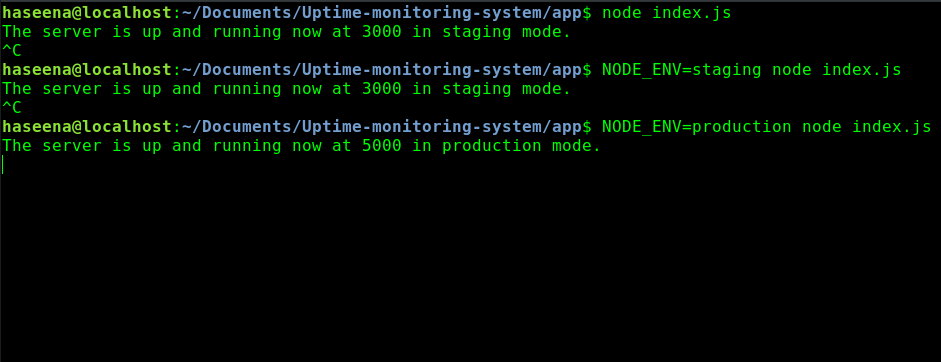 haseena@localhost:~/Documents/Uptime-monitoring-system/app$ node index.js
The server is up and running now at 3000 in staging mode.
^C
haseena@localhost:~/Documents/Uptime-monitoring-system/app$ NODE_ENV=staging node index.js
The server is up and running now at 3000 in staging mode.
^C
haseena@localhost:~/Documents/Uptime-monitoring-system/app$ NODE_ENV=production node index.js
The server is up and running now at 5000 in production mode.